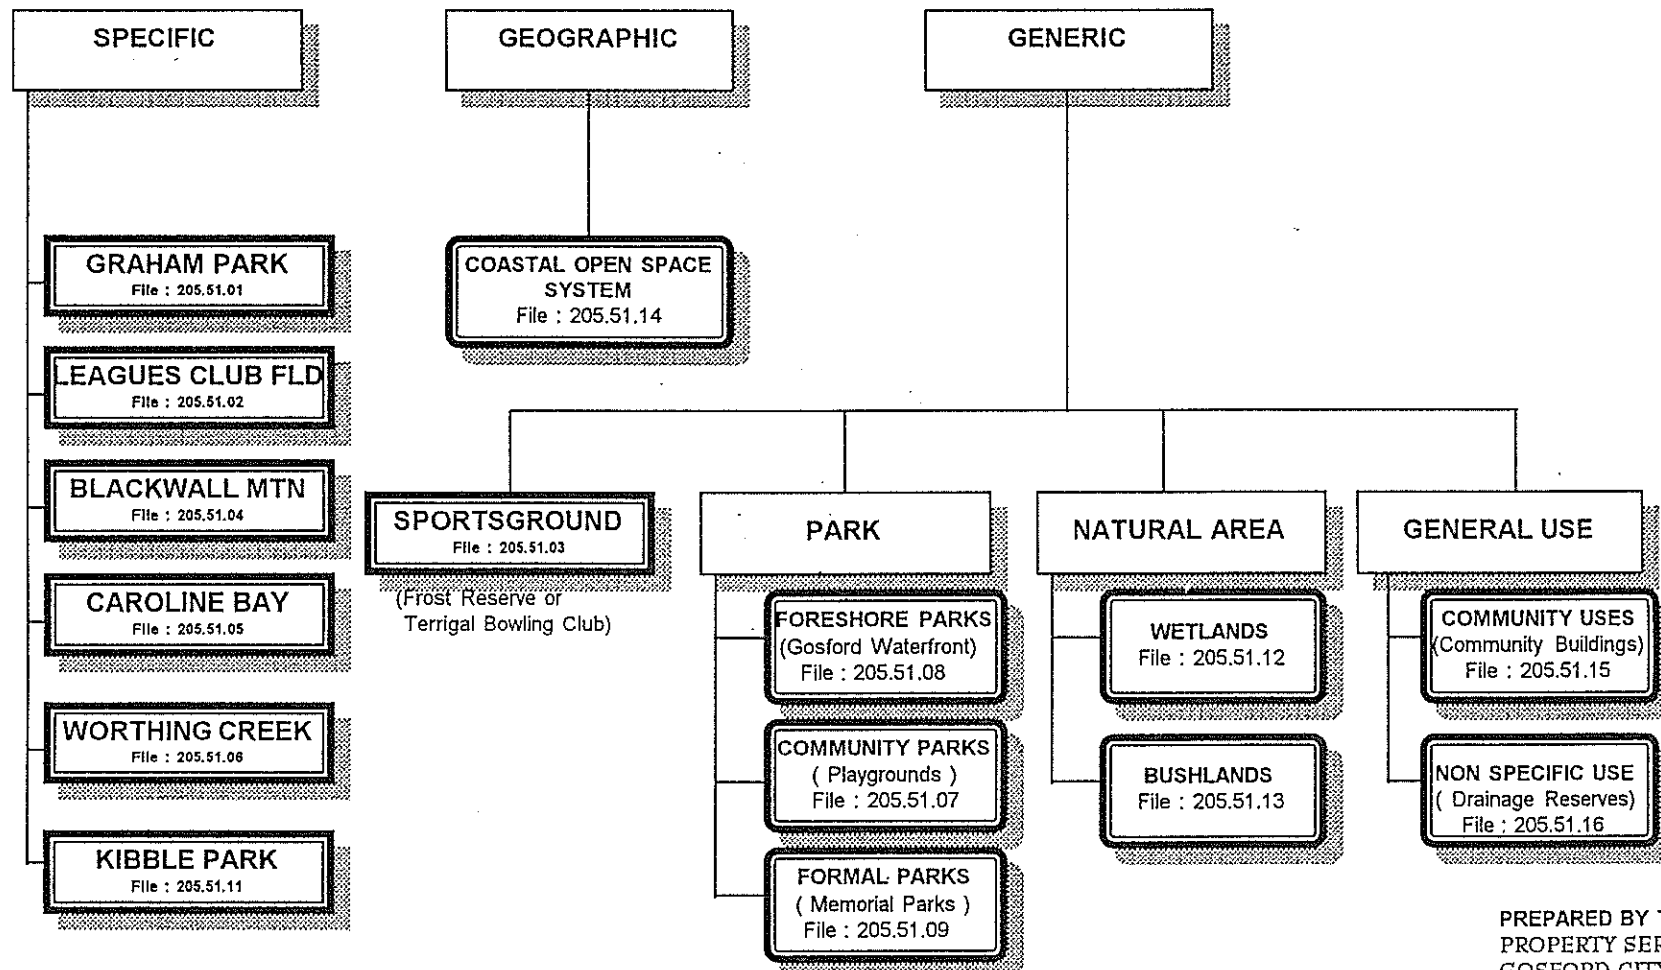 SPECIFIC
GRAHAM PARK
File : 205.51.01
LEAGUES CLUB FLD
File : 205.51.02
BLACKWALL MTN
File : 205.51.04
CAROLINE BAY
File : 205.51.05
WORTHING CREEK
File : 205.51.06
KIBBLE PARK
File : 205.51.11
GEOGRAPHIC
COASTAL OPEN SPACE
SYSTEM
File : 205.51.14
GENERIC
SPORTSGROUND
File : 205.51.03
(Frost Reserve or
Terrigal Bowling Club)
PARK
FORESHORE PARKS
(Gosford Waterfront)
File : 205.51.08
COMMUNITY PARKS
( Playgrounds )
File : 205.51.07
FORMAL PARKS
( Memorial Parks )
File : 205.51.09
NATURAL AREA
WETLANDS
File : 205.51.12
BUSHLANDS
File : 205.51.13
GENERAL USE
COMMUNITY USES
(Community Buildings)
File : 205.51.15
NON SPECIFIC USE
( Drainage Reserves)
File : 205.51.16
PREPARED BY
PROPERTY
GOSFORD